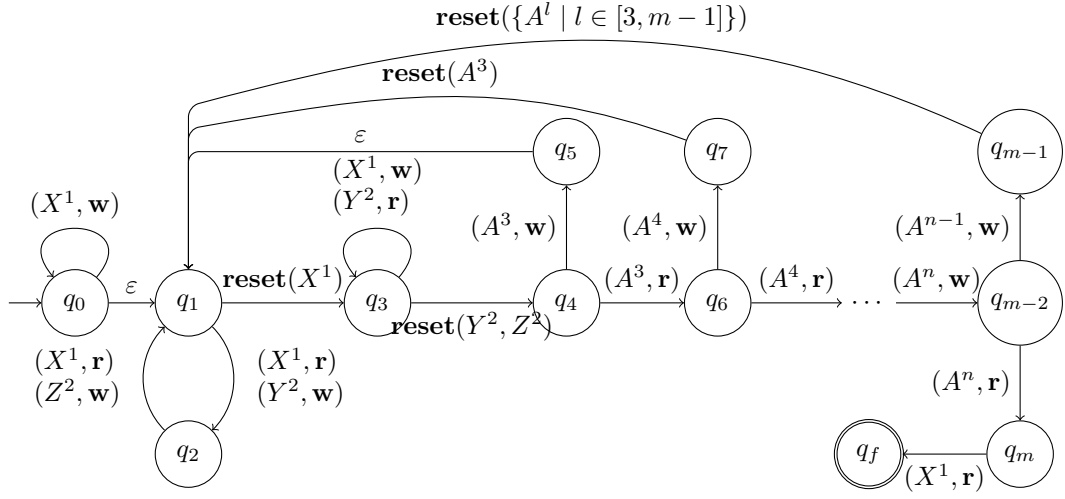 reset({A^l | l ∈ [3, m − 1]})
reset(A^3)
ε
(X^1, w)
(Y^2, r)
(X^1, w)
q_5
q_7
q_{m−1}
(A^3, w)
(A^4, w)
(A^{n−1}, w)
q_0
ε
q_1
reset(X^1)
q_3
reset(Y^2, Z^2)
q_4
(A^3, r)
q_6
(A^4, r)
· · ·
(A^n, w)
q_{m−2}
(X^1, r)
(Z^2, w)
(X^1, r)
(Y^2, w)
(A^n, r)
q_2
q_f
(X^1, r)
q_m